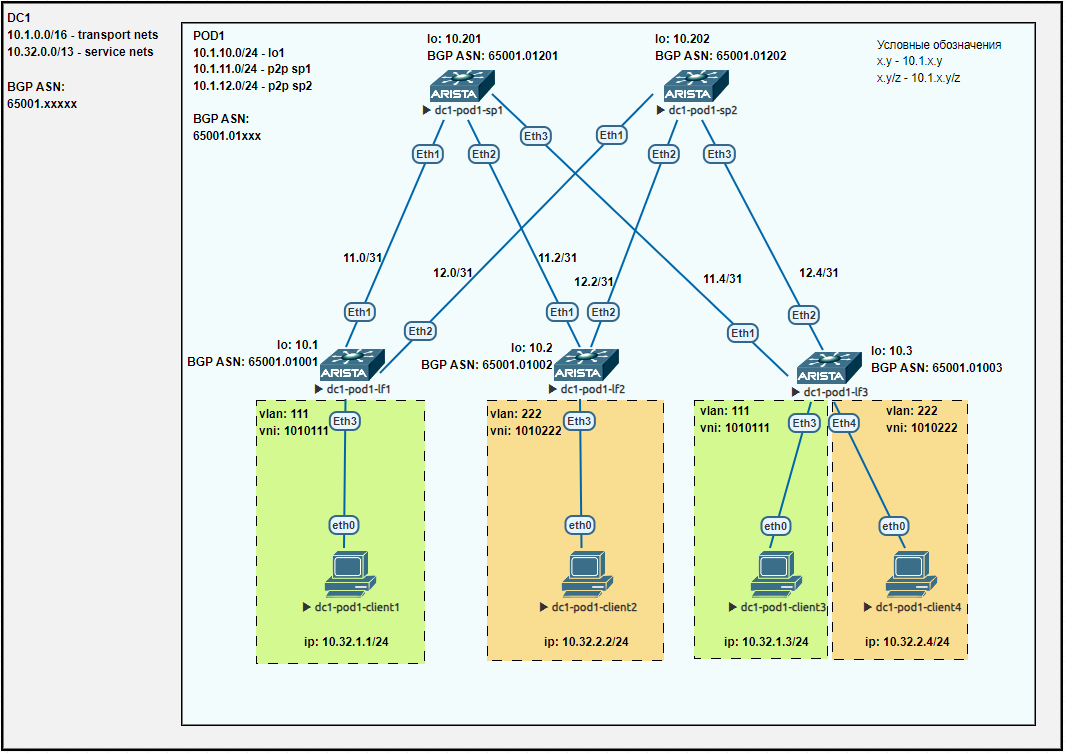 DC1
10.1.0.0/16 - transport nets
10.32.0.0/13 - service nets
BGP ASN:
65001.xxxxx
POD1
10.1.10.0/24 - lo1
10.1.11.0/24 - p2p sp1
10.1.12.0/24 - p2p sp2
BGP ASN:
65001.01xxx
lo: 10.201
BGP ASN: 65001.01201
ARISTA
dc1-pod1-sp1
lo: 10.202
BGP ASN: 65001.01202
ARISTA
dc1-pod1-sp2
Условные обозначения
x.y - 10.1.x.y
x.y/z - 10.1.x.y/z
Eth1
Eth2
Eth3
Eth1
Eth2
Eth3
11.0/31
12.0/31
11.2/31
12.2/31
11.4/31
12.4/31
Eth1
Eth2
Eth1
Eth2
Eth1
Eth2
lo: 10.1
BGP ASN: 65001.01001
ARISTA
dc1-pod1-lf1
lo: 10.2
BGP ASN: 65001.01002
ARISTA
dc1-pod1-lf2
lo: 10.3
BGP ASN: 65001.01003
ARISTA
dc1-pod1-lf3
vlan: 111
vni: 1010111
Eth3
eth0
dc1-pod1-client1
ip: 10.32.1.1/24
vlan: 222
vni: 1010222
Eth3
eth0
dc1-pod1-client2
ip: 10.32.2.2/24
vlan: 111
vni: 1010111
Eth3
eth0
dc1-pod1-client3
ip: 10.32.1.3/24
vlan: 222
vni: 1010222
Eth4
eth0
dc1-pod1-client4
ip: 10.32.2.4/24